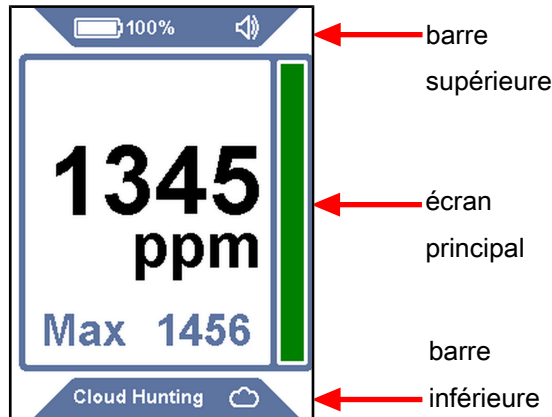 100%
barre
supérieure
1345
ppm
écran
principal
Max 1456
barre
Cloud Hunting
inférieure